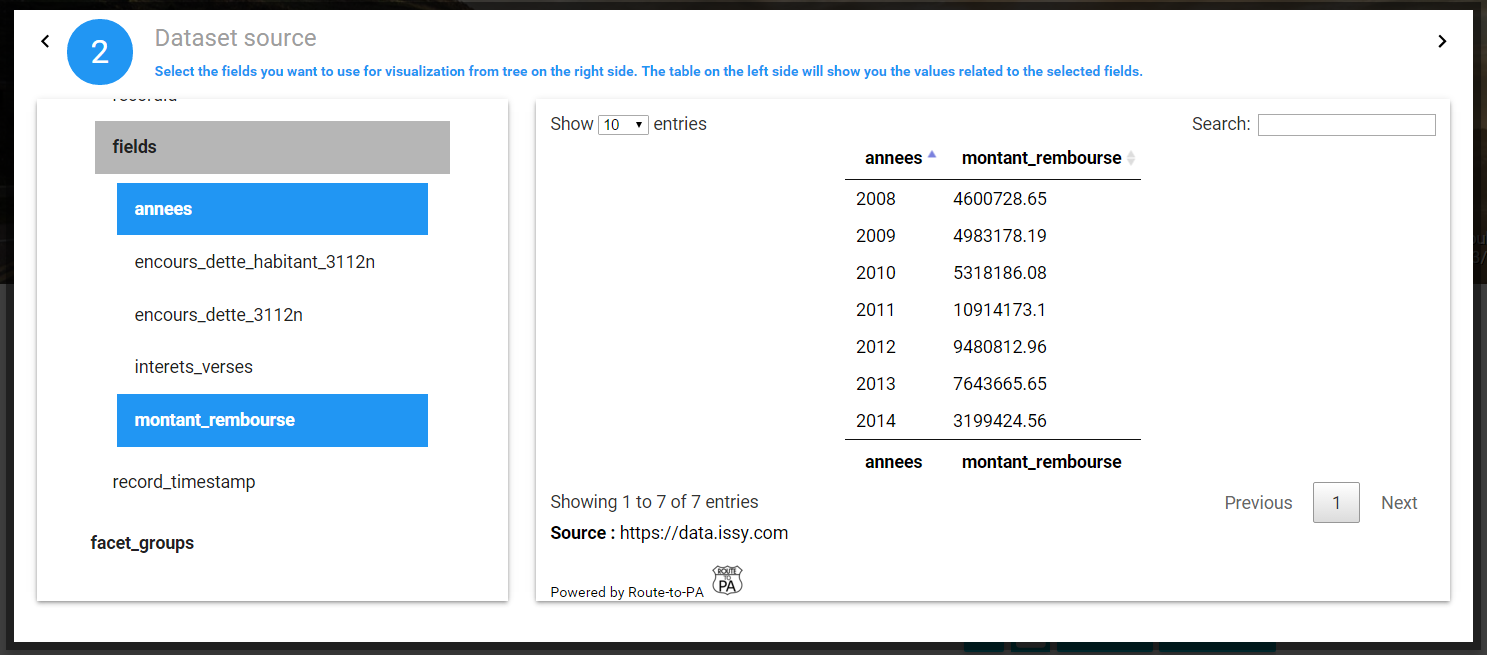 2
Dataset source
Select the fields you want to use for visualization from tree on the right side. The table on the left side will show you the values related to the selected fields.
fields
annees
encours_dette_habitant_3112n
encours_dette_3112n
interets_verses
montant_rembourse
record_timestamp
facet_groups
Show 10 entries
Search:
annees montant_rembourse
2008 4600728.65
2009 4983178.19
2010 5318186.08
2011 10914173.1
2012 9480812.96
2013 7643665.65
2014 3199424.56
annees montant_rembourse
Showing 1 to 7 of 7 entries
Previous 1 Next
Source : https://data.issy.com
Powered by Route-to-PA
ROUTE
TO
PA